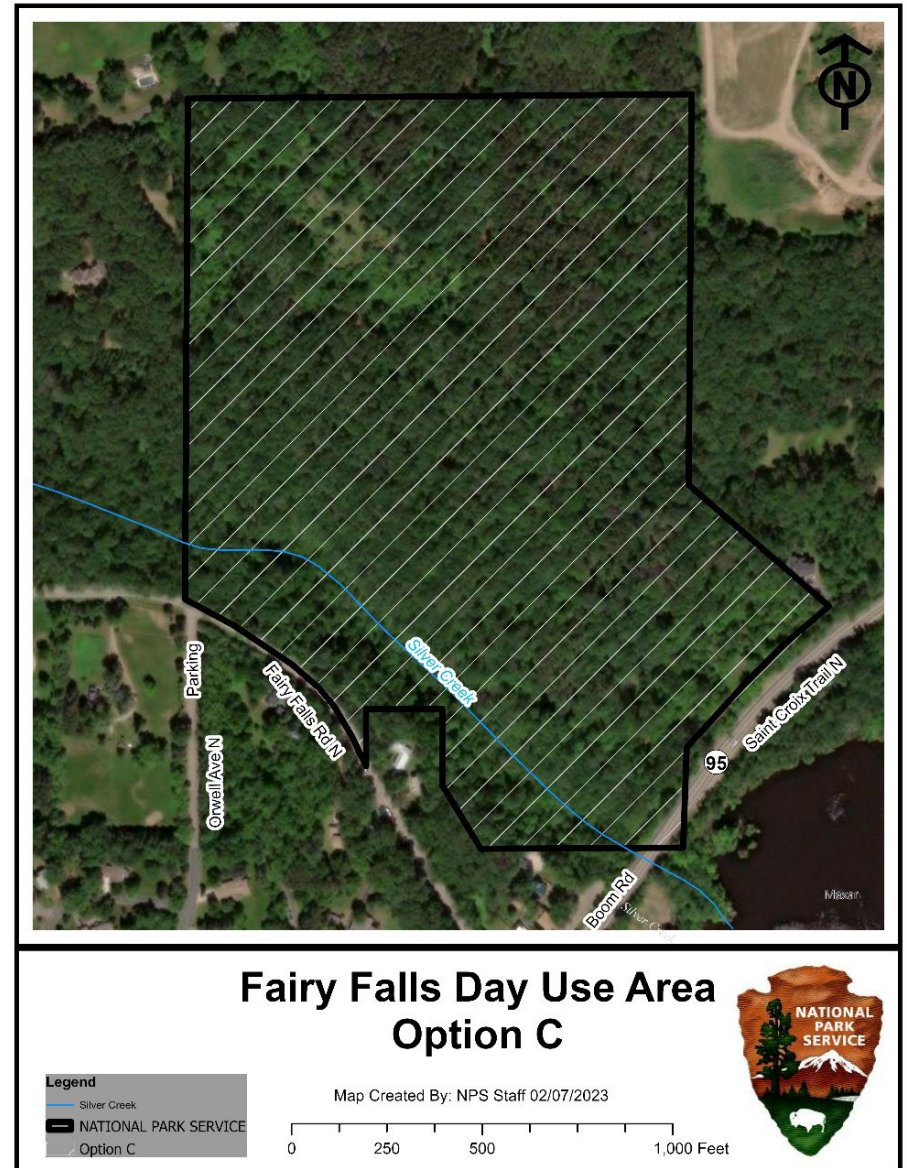 N
Silver Creek
Parking
Fairy Falls Rd N
Orwell Ave N
Saint Croix Trail N
95
Boom Rd
Silver Creek
Maxar
Fairy Falls Day Use Area
Option C
NATIONAL
PARK
SERVICE
Legend
Silver Creek
NATIONAL PARK SERVICE
Option C
Map Created By: NPS Staff 02/07/2023
0 250 500 1,000 Feet